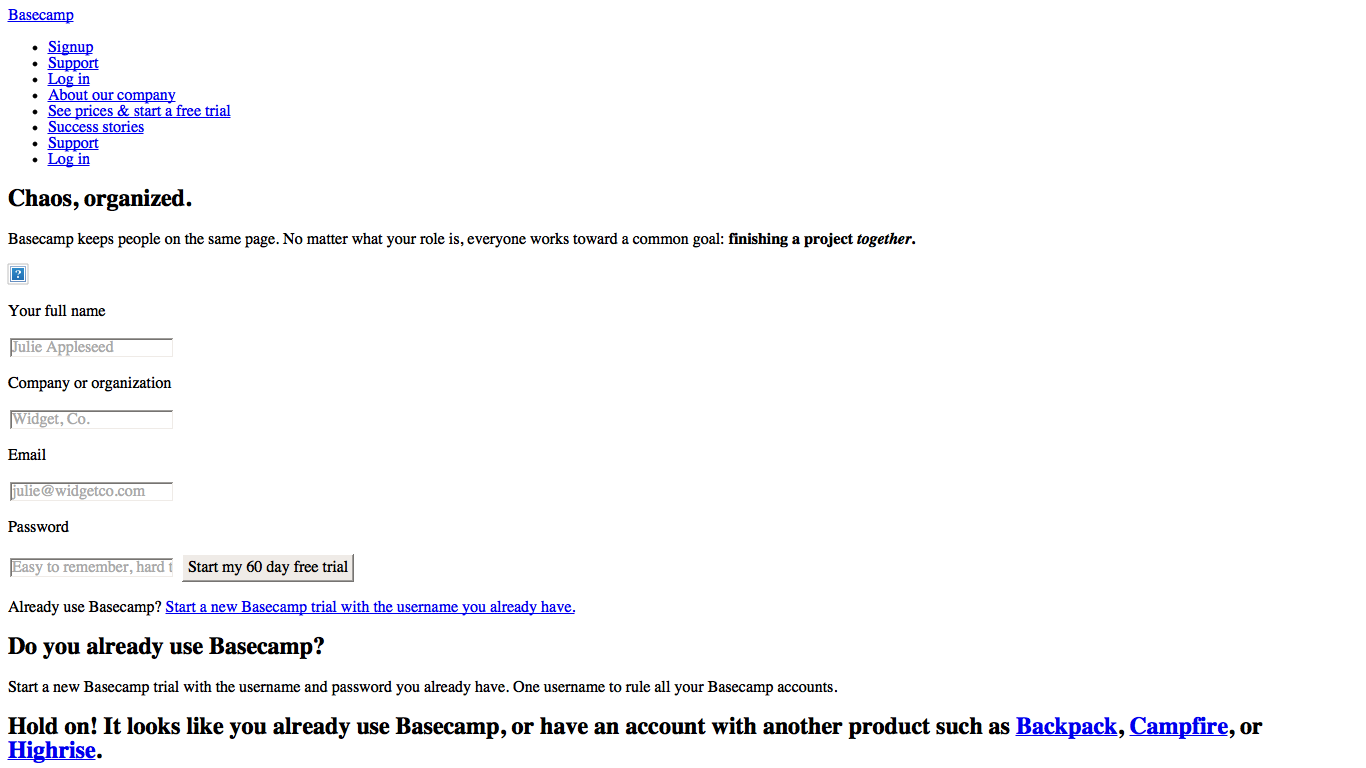 Basecamp
Signup
Support
Log in
About our company
See prices & start a free trial
Success stories
Support
Log in
Chaos, organized.
Basecamp keeps people on the same page. No matter what your role is, everyone works toward a common goal: finishing a project together.
?
Your full name
Julie Appleseed
Company or organization
Widget, Co.
Email
julie@widgetco.com
Password
Easy to remember, hard t Start my 60 day free trial
Already use Basecamp? Start a new Basecamp trial with the username you already have.
Do you already use Basecamp?
Start a new Basecamp trial with the username and password you already have. One username to rule all your Basecamp accounts.
Hold on! It looks like you already use Basecamp, or have an account with another product such as Backpack, Campfire, or
Highrise.